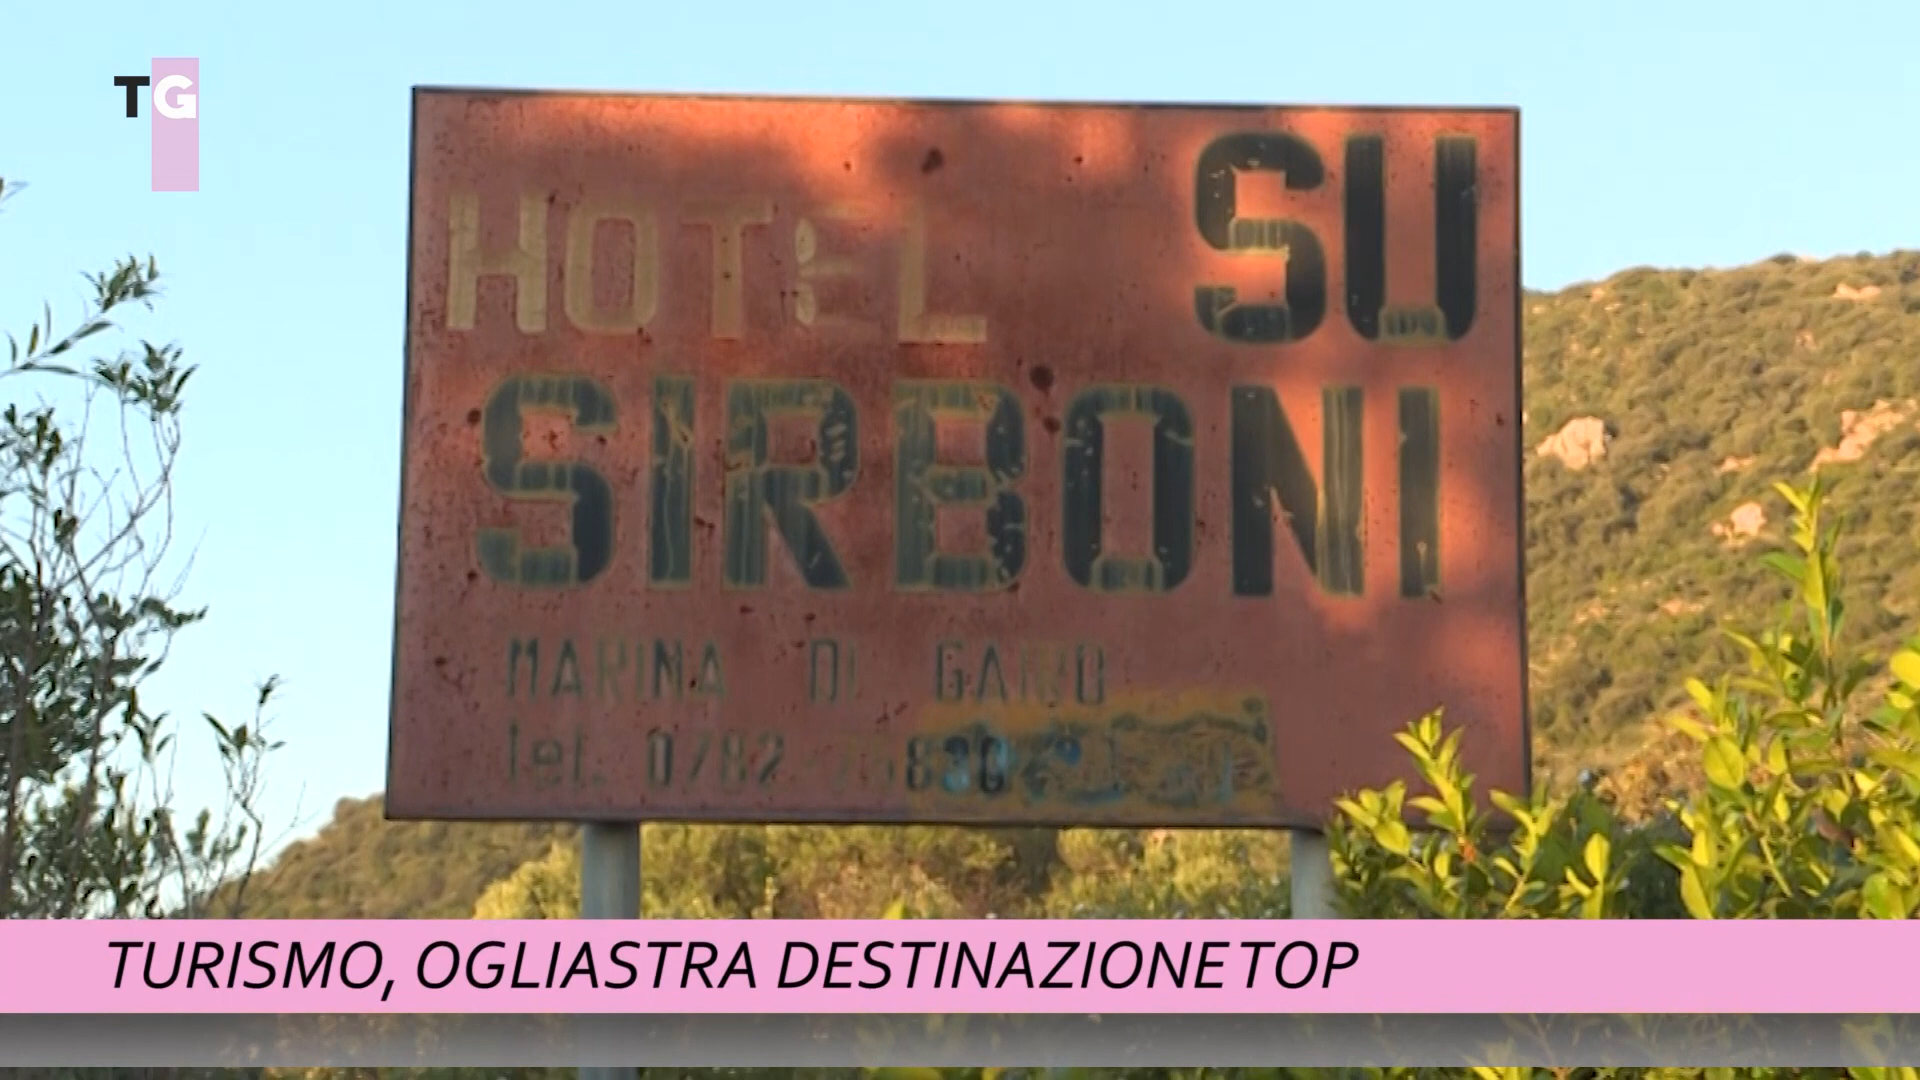 TG
HOTEL SU
SIRBONI
MARINA DI GAIRO
Tel. 0782
TURISMO, OGLIASTRA DESTINAZIONE TOP